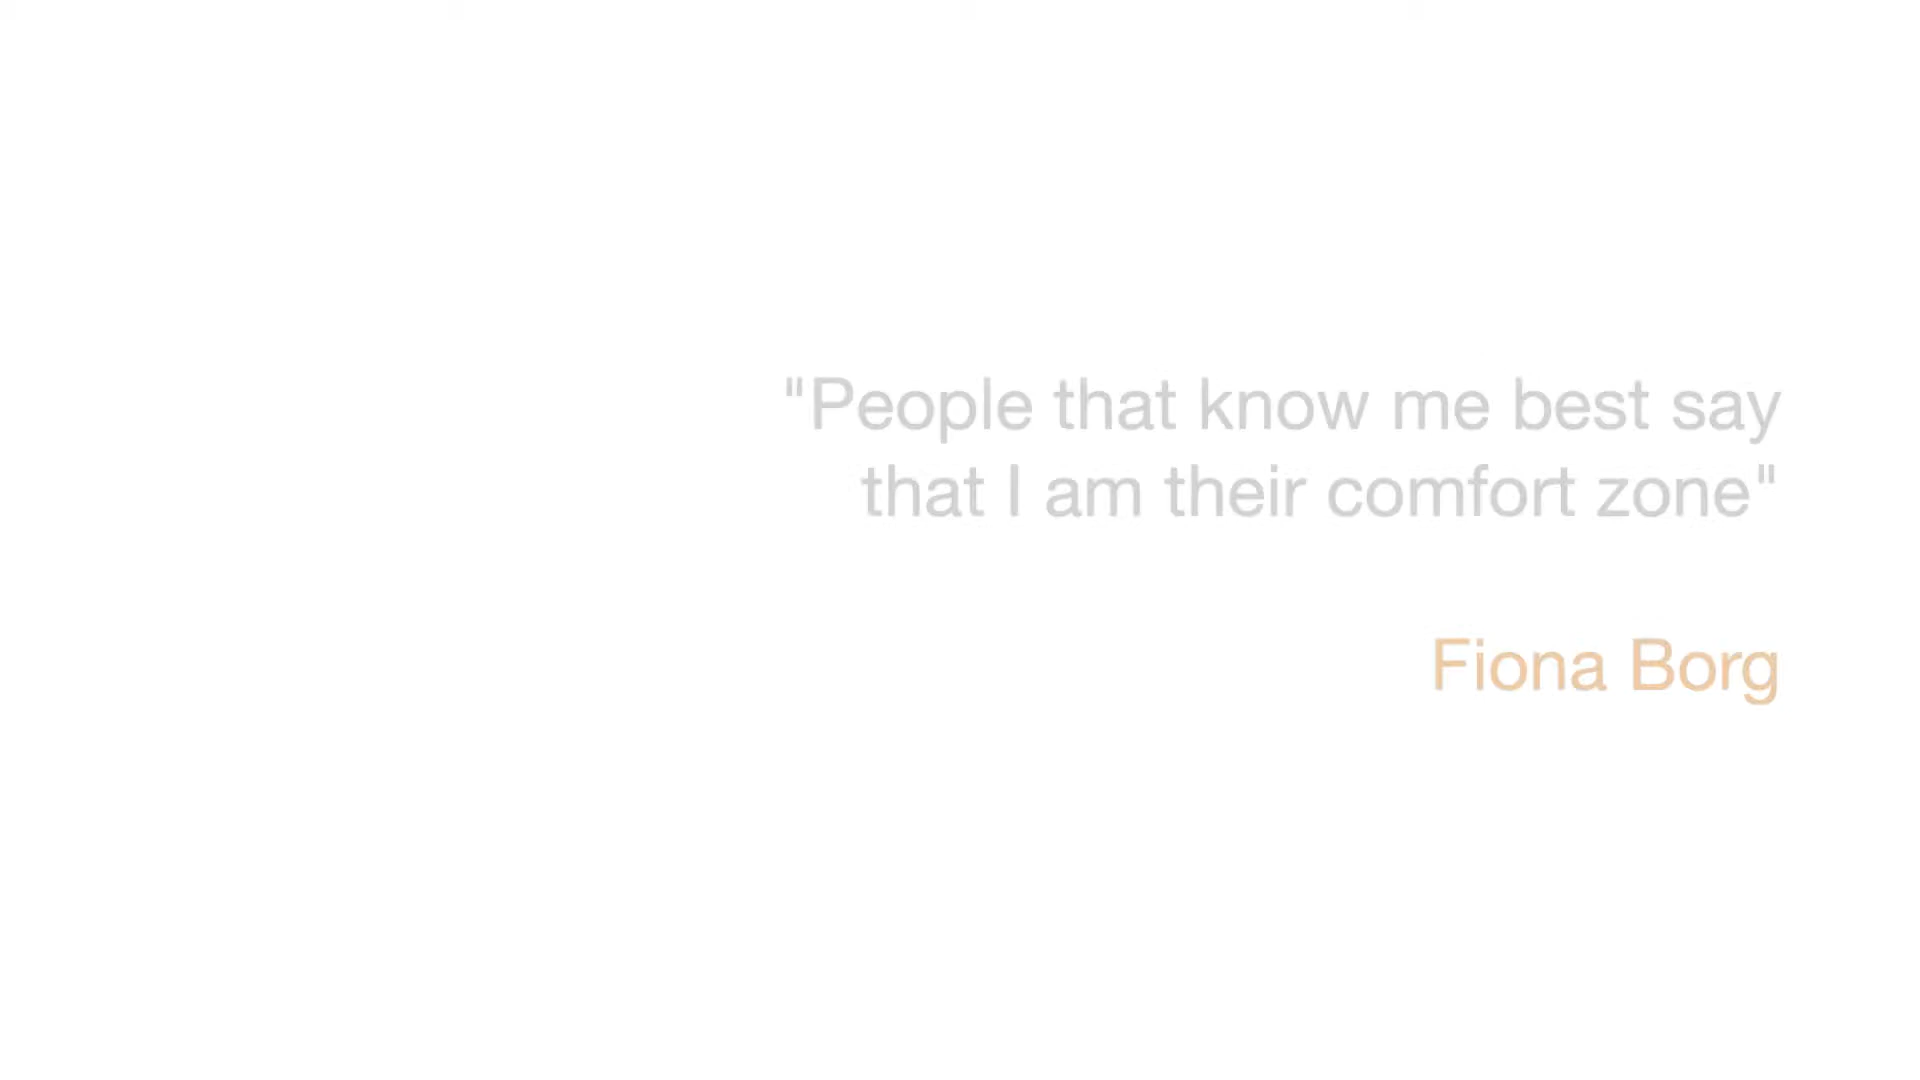 "People that know me best say
that I am their comfort zone"
Fiona Borg